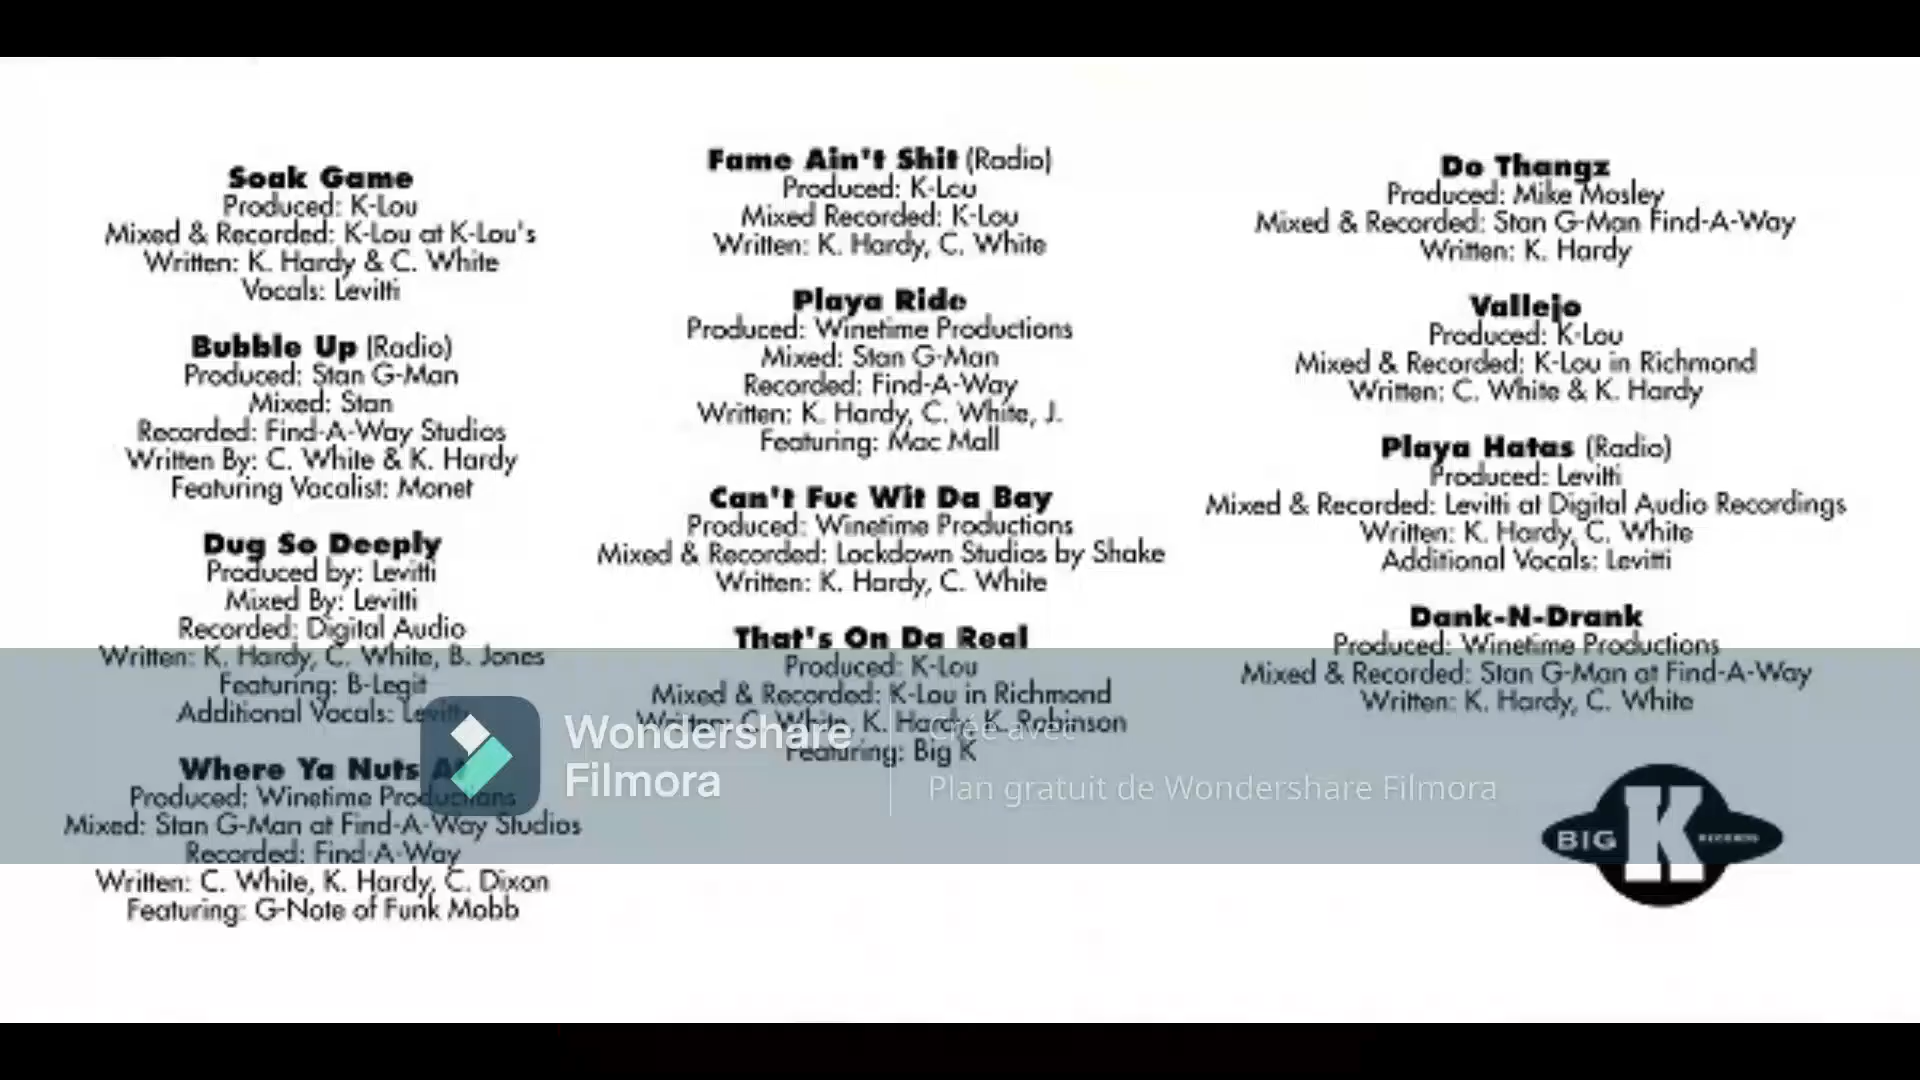 Soak Game
Produced: K-Lou
Mixed & Recorded: K-Lou at K-Lou's
Written: K. Hardy & C. White
Vocals: Levitti
Bubble Up (Radio)
Produced: Stan G-Man
Mixed: Stan
Recorded: Find-A-Way Studios
Written By: C. White & K. Hardy
Featuring Vocalist: Monet
Dug So Deeply
Produced by: Levitti
Mixed By: Levitti
Recorded: Digital Audio
Written: K. Hardy, C. White, B. Jones
Featuring: B-Legit
Additional Vocals: Levitti
Where Ya Nuts At
Produced: Winetime Productions
Mixed: Stan G-Man at Find-A-Way Studios
Recorded: Find-A-Way
Written: C. White, K. Hardy, C. Dixon
Featuring: G-Note of Funk Mobb
Fame Ain't Shit (Radio)
Produced: K-Lou
Mixed Recorded: K-Lou
Written: K. Hardy, C. White
Playa Ride
Produced: Winetime Productions
Mixed: Stan G-Man
Recorded: Find-A-Way
Written: K. Hardy, C. White, J.
Featuring: Mac Mall
Can't Fuc Wit Da Bay
Produced: Winetime Productions
Mixed & Recorded: Lockdown Studios by Shake
Written: K. Hardy, C. White
That's On Da Real
Produced: K-Lou
Mixed & Recorded: K-Lou in Richmond
Written: C. White, K. Hardy, K. Robinson
Featuring: Big K
Do Thangz
Produced: Mike Mosley
Mixed & Recorded: Stan G-Man Find-A-Way
Written: K. Hardy
Vallejo
Produced: K-Lou
Mixed & Recorded: K-Lou in Richmond
Written: C. White & K. Hardy
Playa Hatas (Radio)
Produced: Levitti
Mixed & Recorded: Levitti at Digital Audio Recordings
Written: K. Hardy, C. White
Additional Vocals: Levitti
Dank-N-Drank
Produced: Winetime Productions
Mixed & Recorded: Stan G-Man at Find-A-Way
Written: K. Hardy, C. White
BIG K RECORDS
Wondershare
Filmora
Créé avec
Plan gratuit de Wondershare Filmora